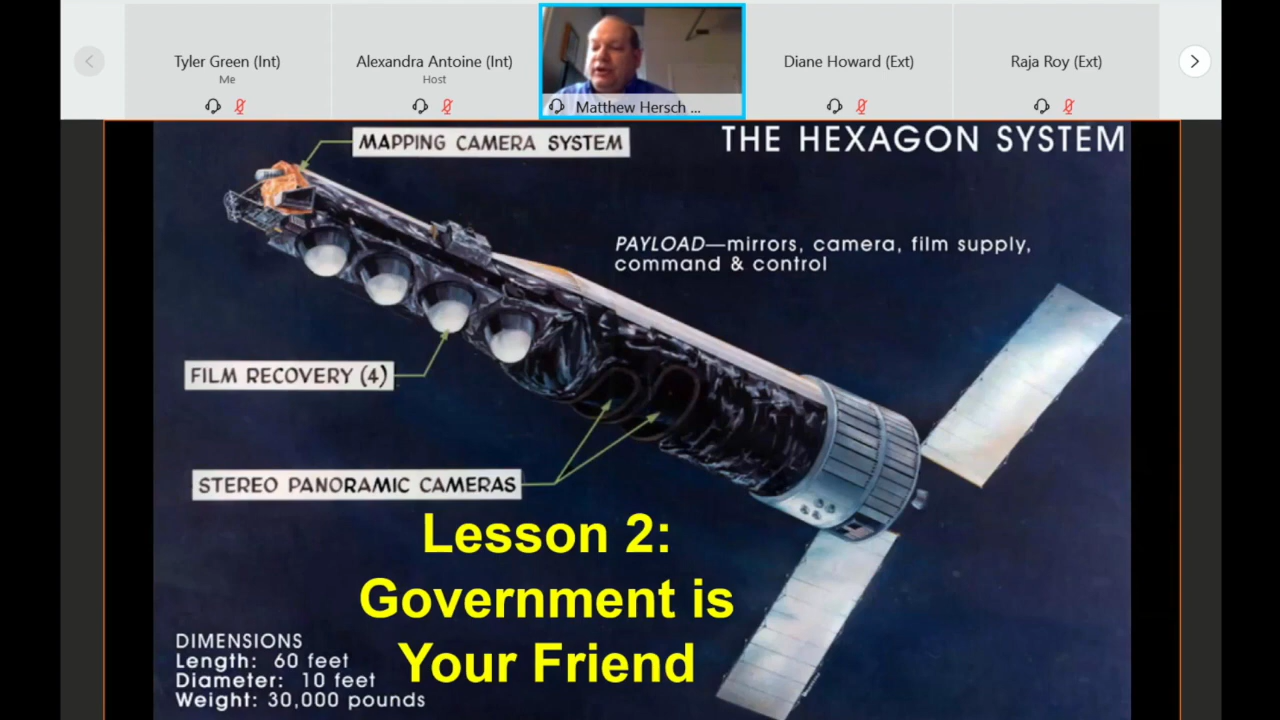 Tyler Green (Int)
Me
Alexandra Antoine (Int)
Host
Matthew Hersch ...
Diane Howard (Ext)
Raja Roy (Ext)
MAPPING CAMERA SYSTEM
THE HEXAGON SYSTEM
PAYLOAD—mirrors, camera, film supply,
command & control
FILM RECOVERY (4)
STEREO PANORAMIC CAMERAS
Lesson 2:
Government is
Your Friend
DIMENSIONS
Length: 60 feet
Diameter: 10 feet
Weight: 30,000 pounds